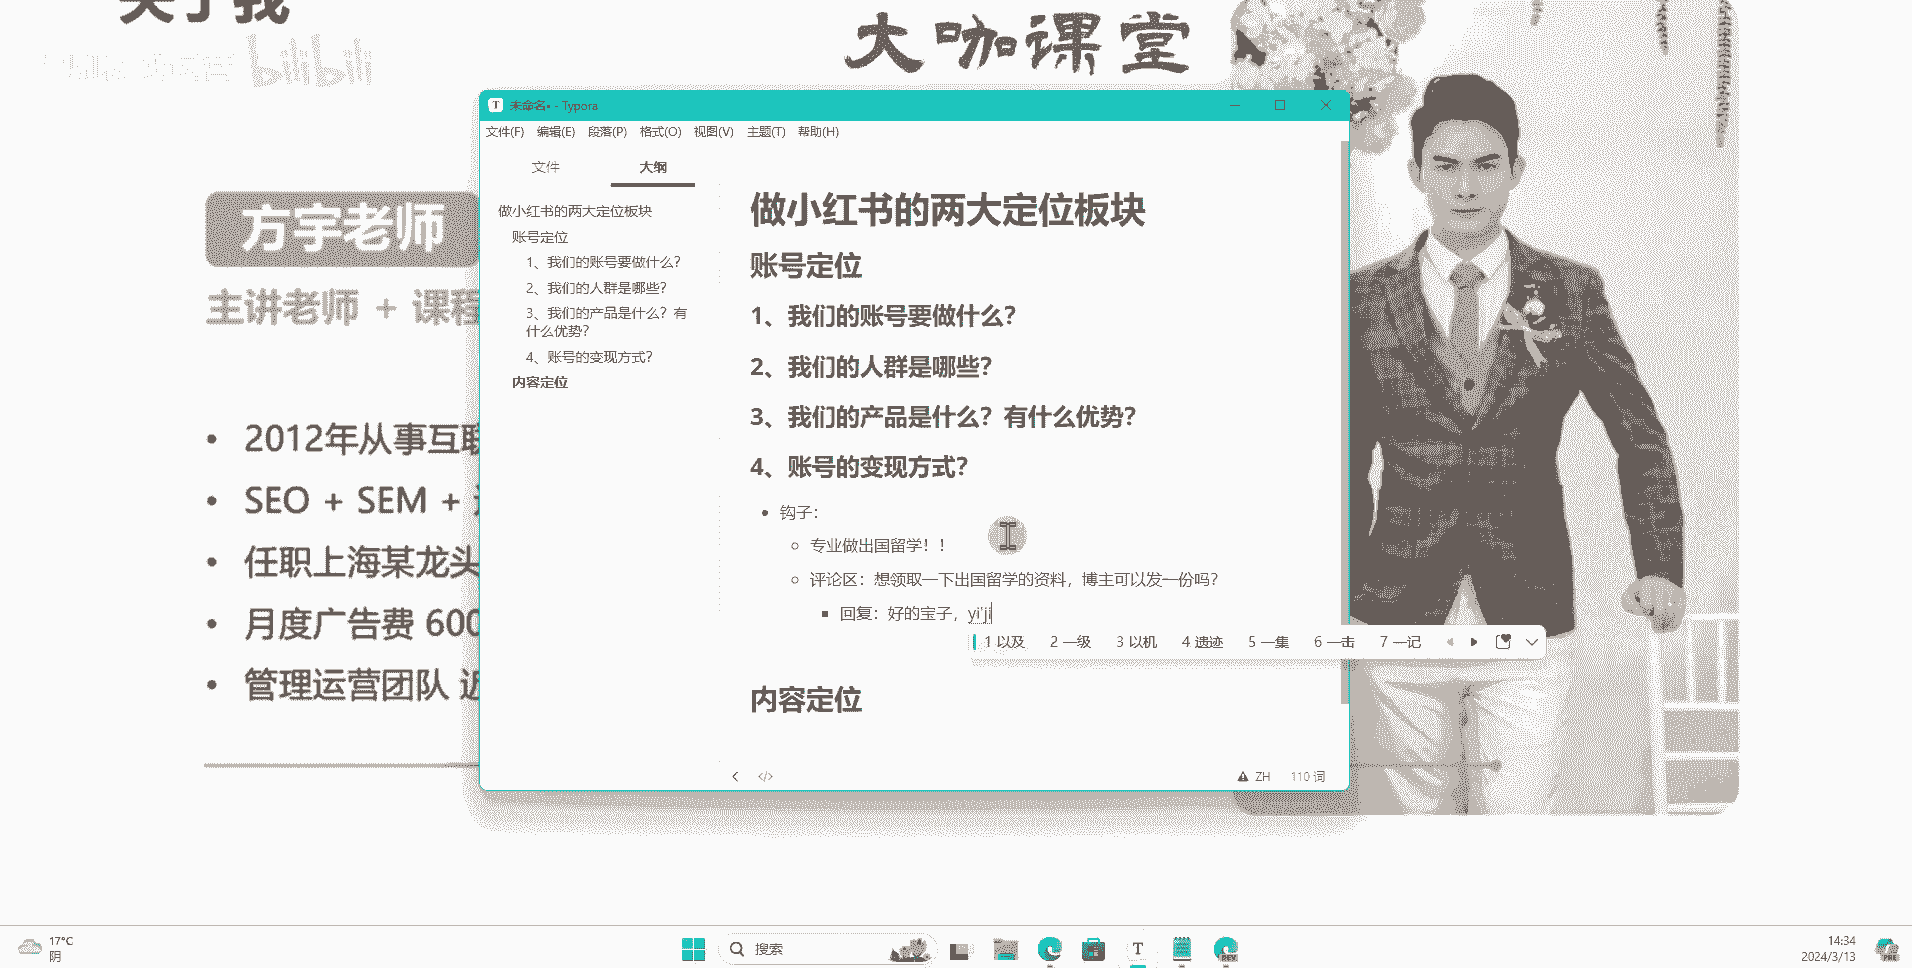 关于我
bilibili
大咖课堂
方宇老师
主讲老师 + 课程
2012年从事互联
SEO + SEM +
任职上海某龙头
月度广告费 600
管理运营团队 近
未命名• - Typora
文件(F) 编辑(E) 段落(P) 格式(O) 视图(V) 主题(T) 帮助(H)
文件 大纲
做小红书的两大定位板块
账号定位
1、我们的账号要做什么？
2、我们的人群是哪些？
3、我们的产品是什么？有
什么优势？
4、账号的变现方式？
内容定位
做小红书的两大定位板块
账号定位
1、我们的账号要做什么？
2、我们的人群是哪些？
3、我们的产品是什么？有什么优势？
4、账号的变现方式？
钩子：
专业做出国留学！！
评论区：想领取一下出国留学的资料，博主可以发一份吗？
回复：好的宝子，yi'ji
1 以及 2 一级 3 以机 4 遗迹 5 一集 6 一击 7 一记
内容定位
ZH 110 词
17°C
阴
搜索
14:34
2024/3/13